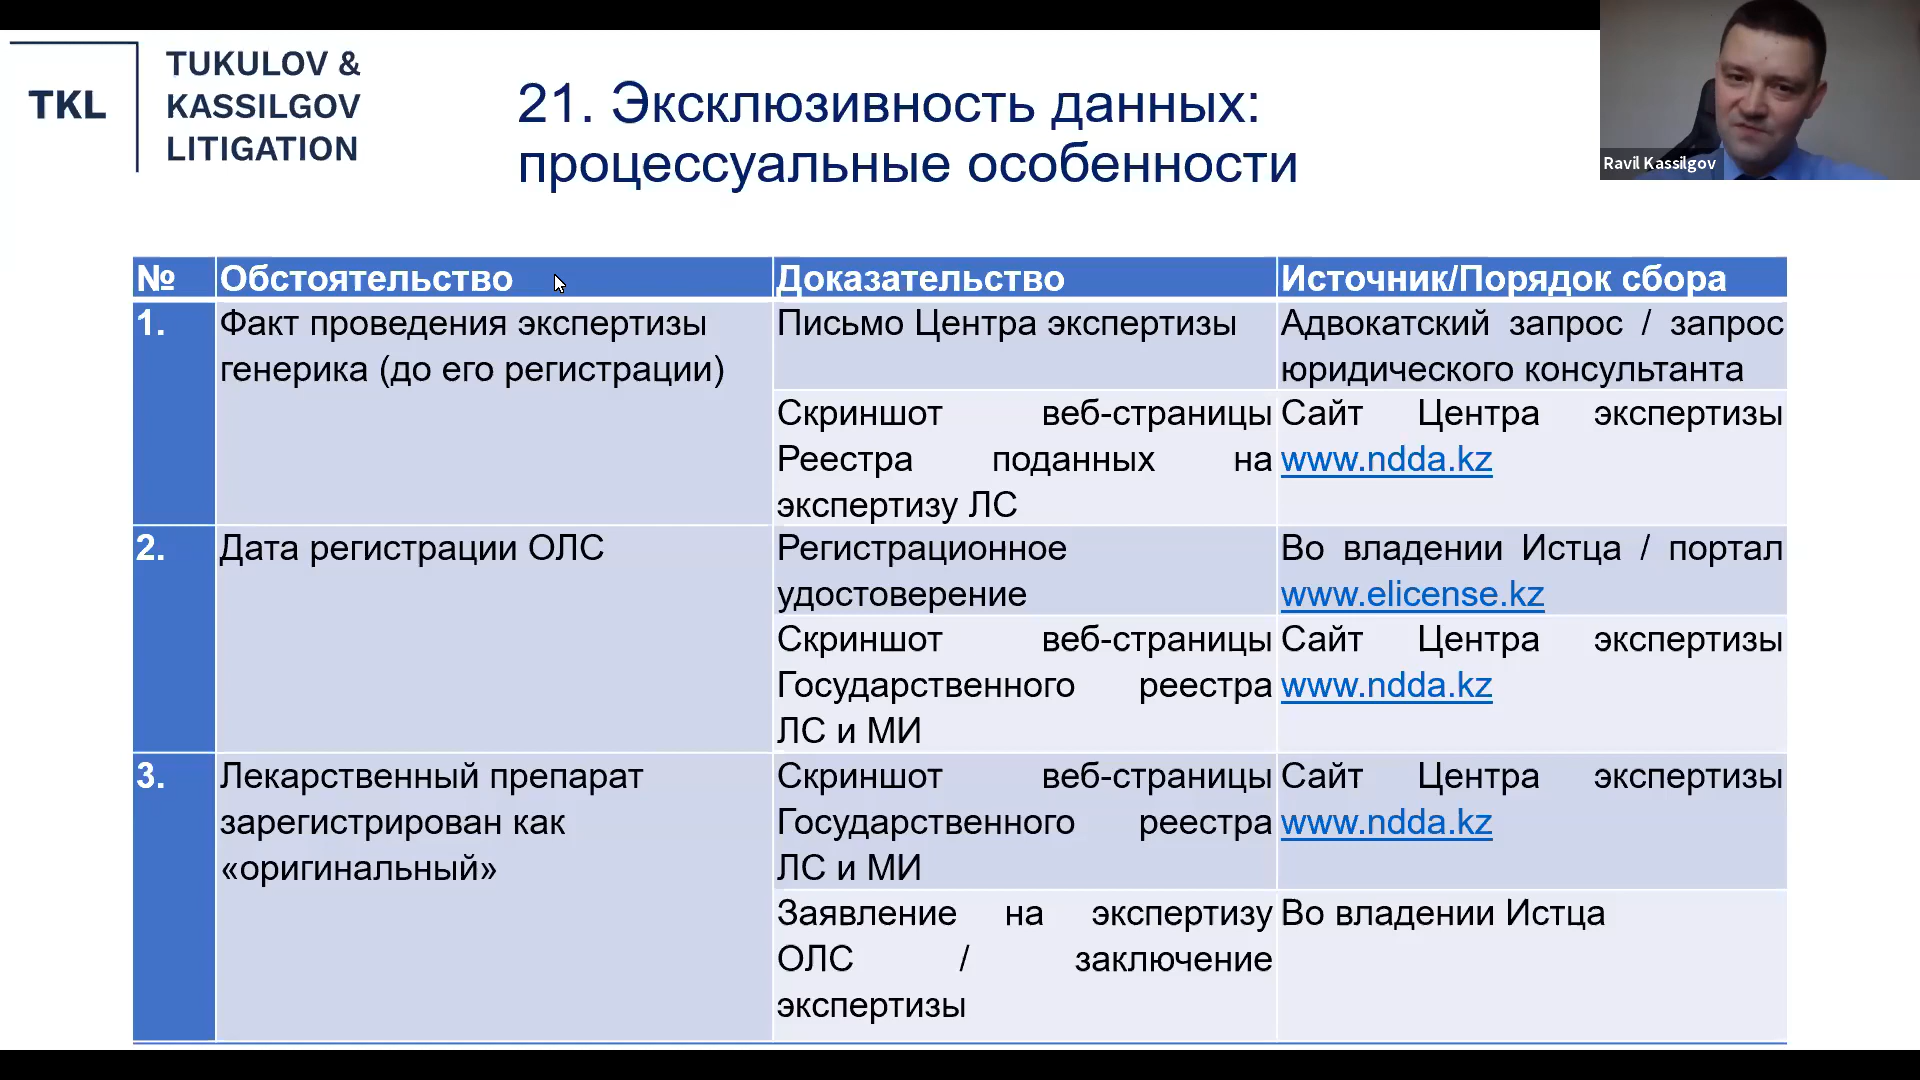 TKL
TUKULOV &
KASSILGOV
LITIGATION
21. Эксклюзивность данных:
процессуальные особенности
Ravil Kassilgov
№ Обстоятельство Доказательство Источник/Порядок сбора
1.
Факт проведения экспертизы
генерика (до его регистрации)
Письмо Центра экспертизы
Адвокатский запрос / запрос
юридического консультанта
Скриншот веб-страницы
Реестра поданных на
экспертизу ЛС
Сайт Центра экспертизы
www.ndda.kz
2.
Дата регистрации ОЛС
Регистрационное
удостоверение
Во владении Истца / портал
www.elicense.kz
Скриншот веб-страницы
Государственного реестра
ЛС и МИ
Сайт Центра экспертизы
www.ndda.kz
3.
Лекарственный препарат
зарегистрирован как
«оригинальный»
Скриншот веб-страницы
Государственного реестра
ЛС и МИ
Сайт Центра экспертизы
www.ndda.kz
Заявление на экспертизу
ОЛС / заключение
экспертизы
Во владении Истца